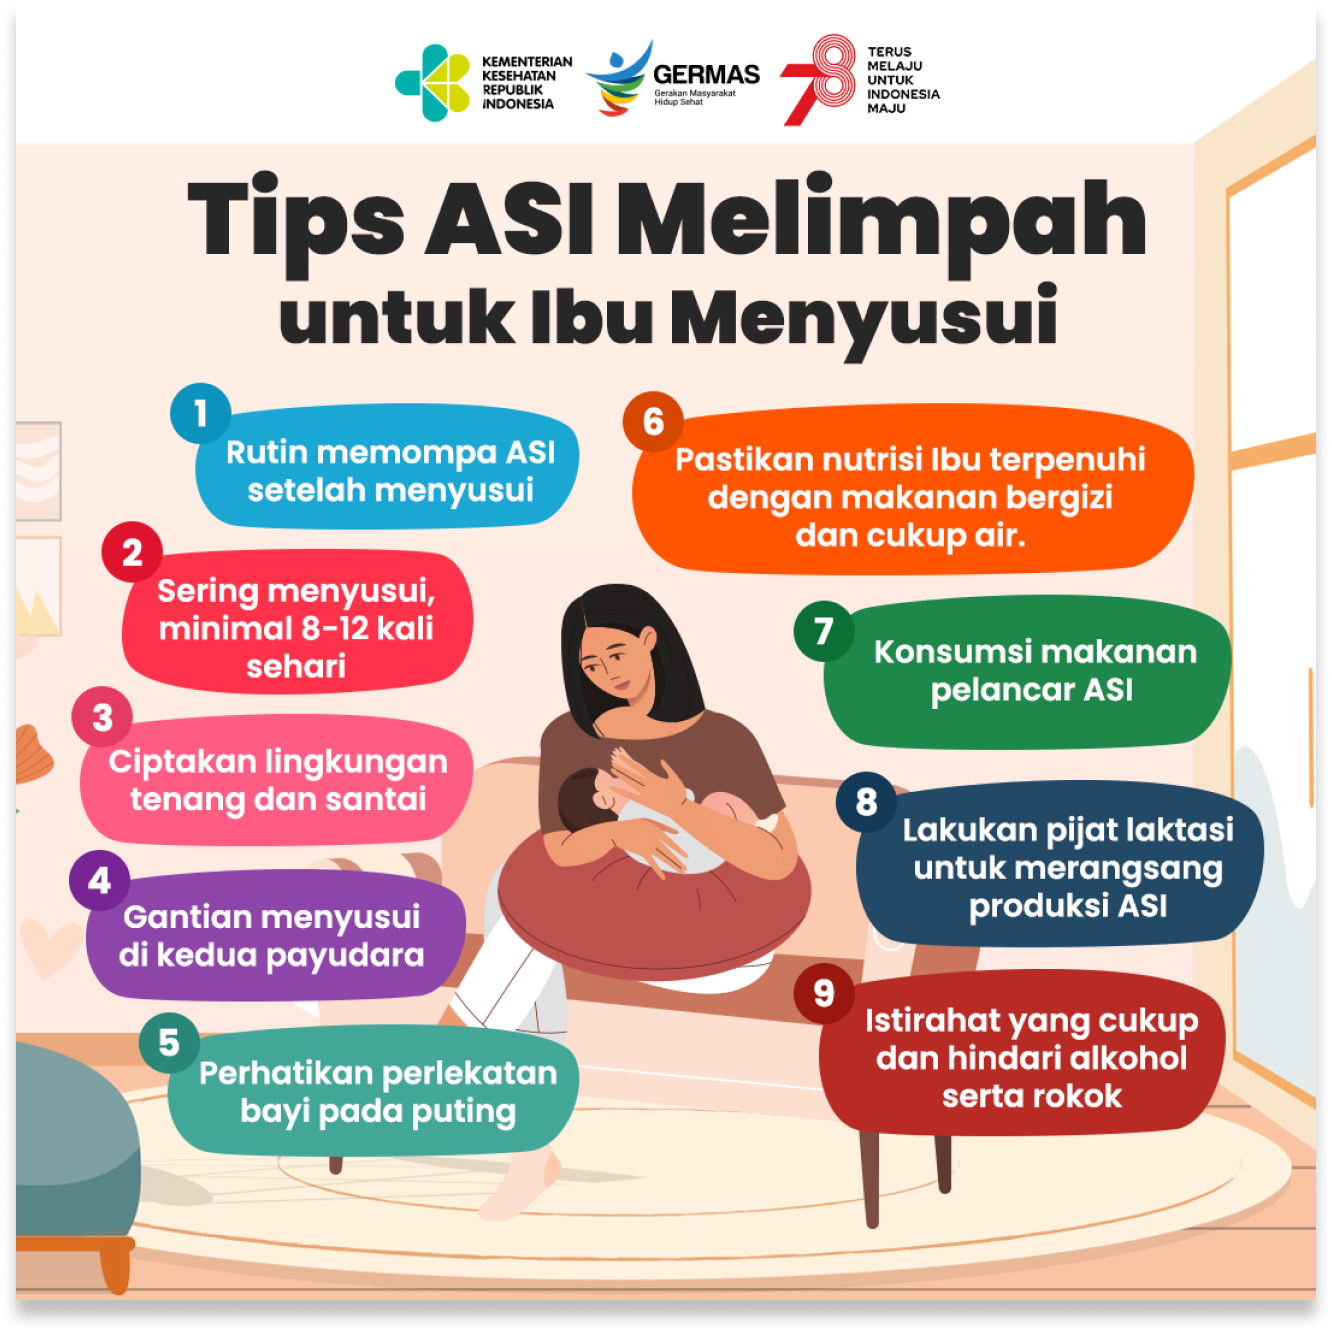 KEMENTERIAN
KESEHATAN
REPUBLIK
INDONESIA
GERMAS
Gerakan Masyarakat
Hidup Sehat
78
TERUS
MELAJU
UNTUK
INDONESIA
MAJU
Tips ASI Melimpah
untuk Ibu Menyusui
1
Rutin memompa ASI
setelah menyusui
2
Sering menyusui,
minimal 8-12 kali
sehari
3
Ciptakan lingkungan
tenang dan santai
4
Gantian menyusui
di kedua payudara
5
Perhatikan perlekatan
bayi pada puting
6
Pastikan nutrisi Ibu terpenuhi
dengan makanan bergizi
dan cukup air.
7
Konsumsi makanan
pelancar ASI
8
Lakukan pijat laktasi
untuk merangsang
produksi ASI
9
Istirahat yang cukup
dan hindari alkohol
serta rokok